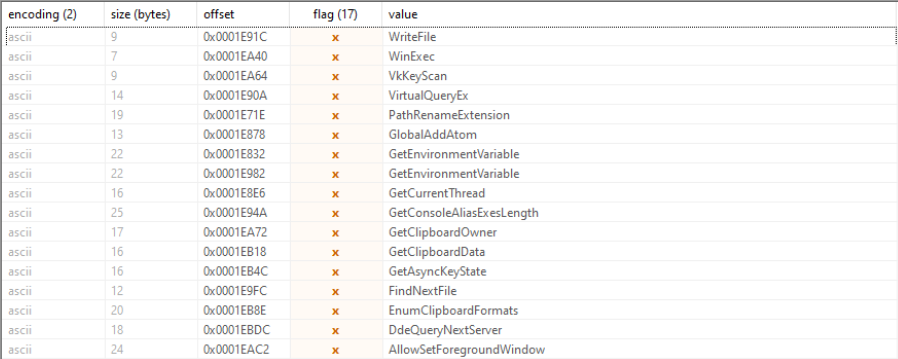 encoding (2) size (bytes) offset flag (17) value
ascii 9 0x0001E91C x WriteFile
ascii 7 0x0001EA40 x WinExec
ascii 9 0x0001EA64 x VkKeyScan
ascii 14 0x0001E90A x VirtualQueryEx
ascii 19 0x0001E71E x PathRenameExtension
ascii 13 0x0001E878 x GlobalAddAtom
ascii 22 0x0001E832 x GetEnvironmentVariable
ascii 22 0x0001E982 x GetEnvironmentVariable
ascii 16 0x0001E8E6 x GetCurrentThread
ascii 25 0x0001E94A x GetConsoleAliasExesLength
ascii 17 0x0001EA72 x GetClipboardOwner
ascii 16 0x0001EB18 x GetClipboardData
ascii 16 0x0001EB4C x GetAsyncKeyState
ascii 12 0x0001E9FC x FindNextFile
ascii 20 0x0001EB8E x EnumClipboardFormats
ascii 18 0x0001EBDC x DdeQueryNextServer
ascii 24 0x0001EAC2 x AllowSetForegroundWindow